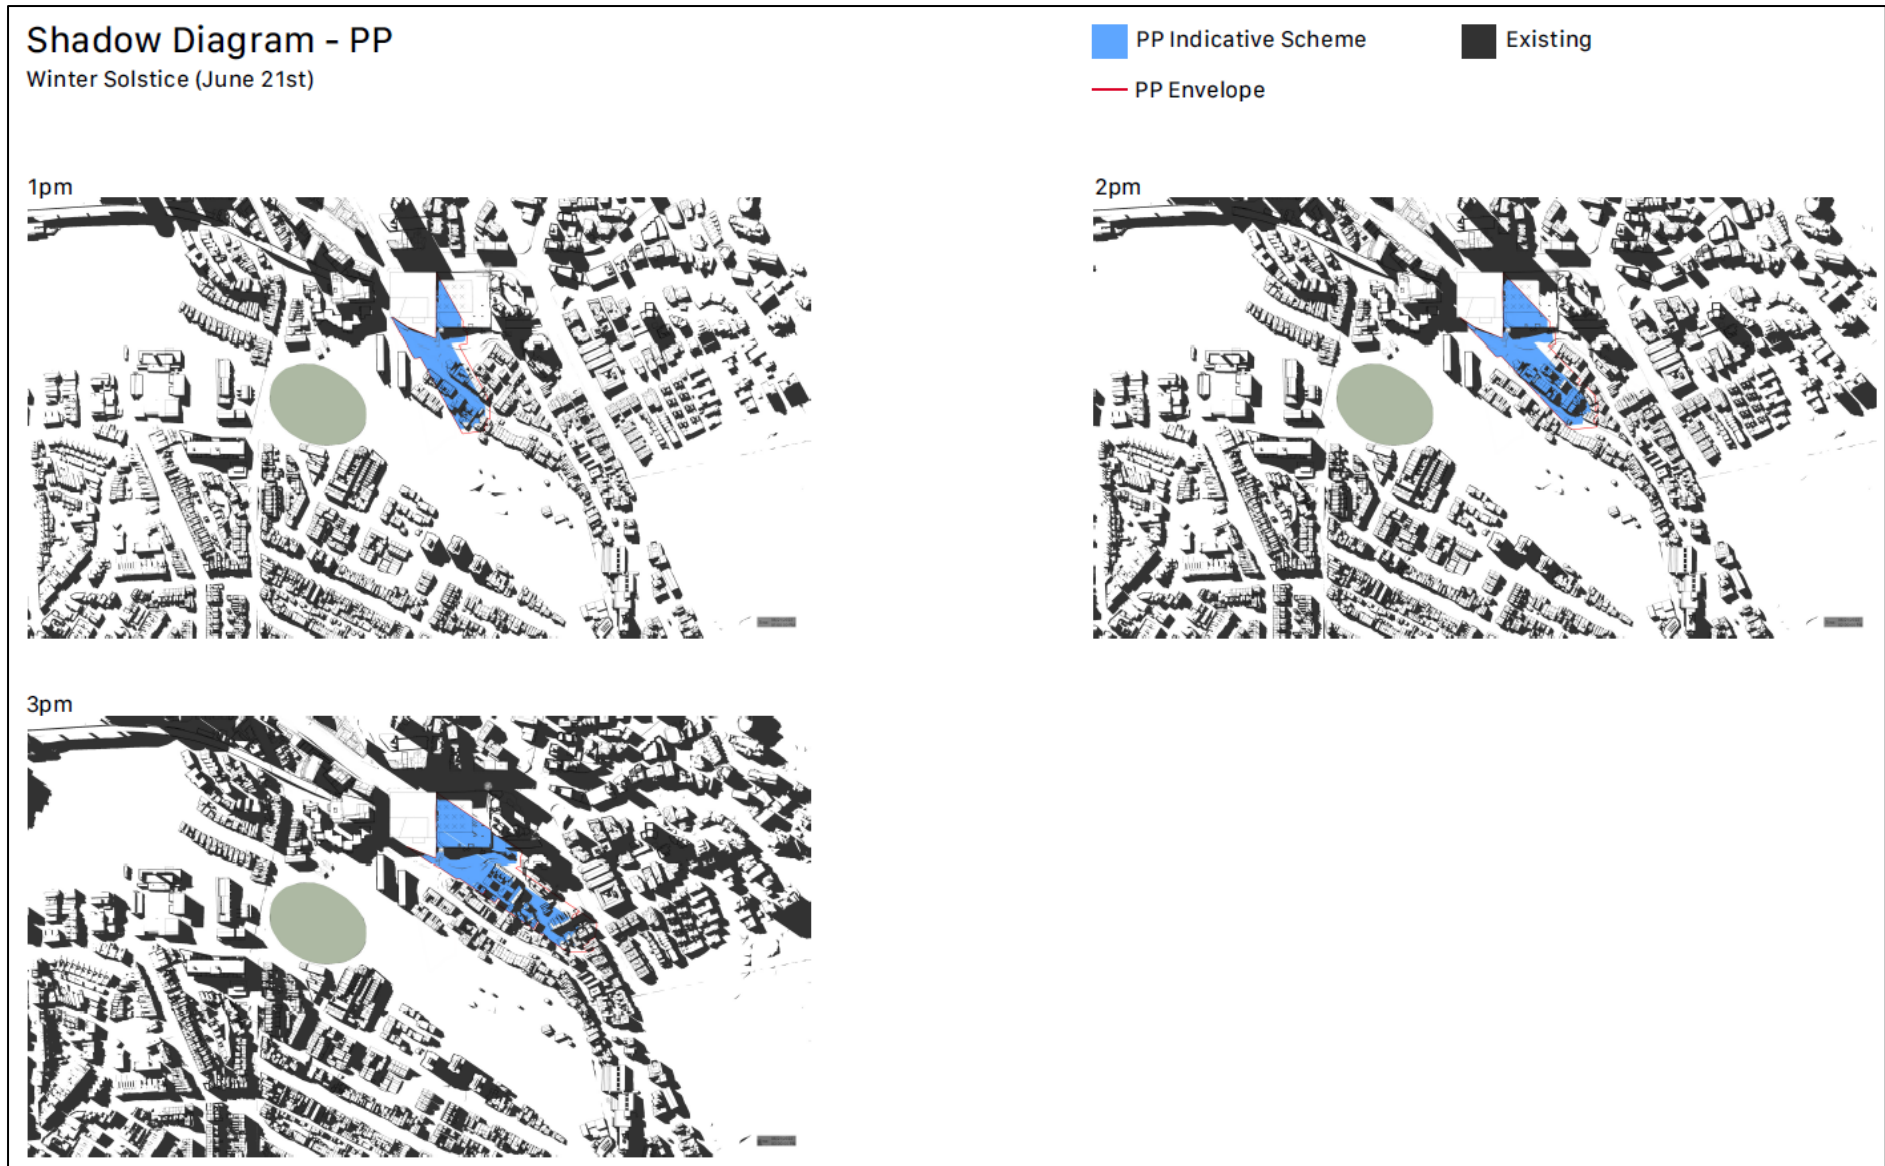 Shadow Diagram - PP
Winter Solstice (June 21st)
PP Indicative Scheme
Existing
PP Envelope
1pm
2pm
3pm